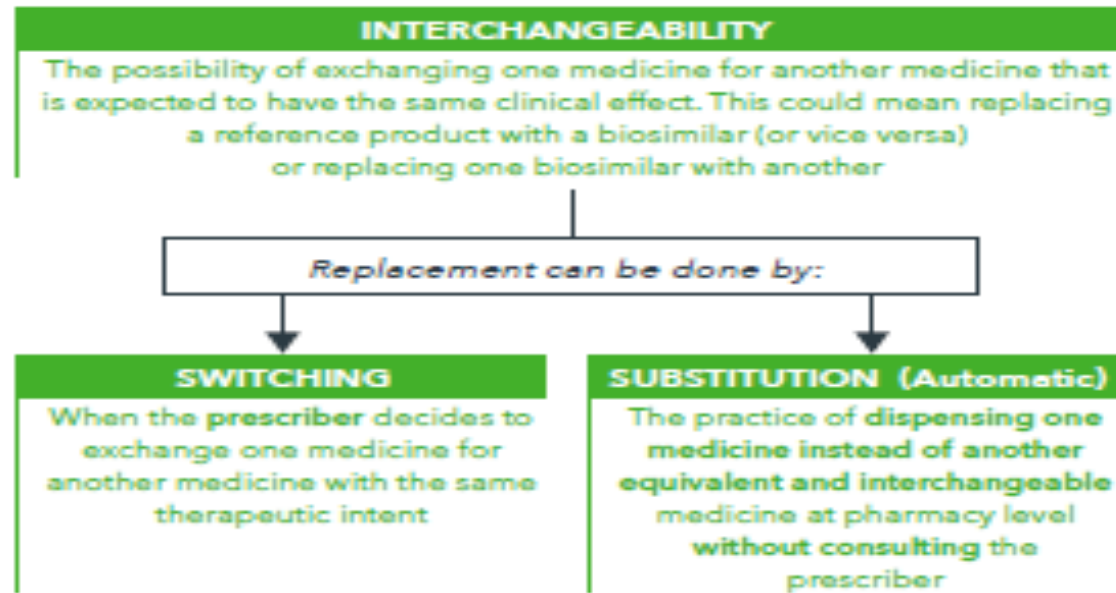 INTERCHANGEABILITY
The possibility of exchanging one medicine for another medicine that
is expected to have the same clinical effect. This could mean replacing
a reference product with a biosimilar (or vice versa)
or replacing one biosimilar with another
Replacement can be done by:
SWITCHING
When the prescriber decides to
exchange one medicine for
another medicine with the same
therapeutic intent
SUBSTITUTION (Automatic)
The practice of dispensing one
medicine instead of another
equivalent and interchangeable
medicine at pharmacy level
without consulting the
prescriber